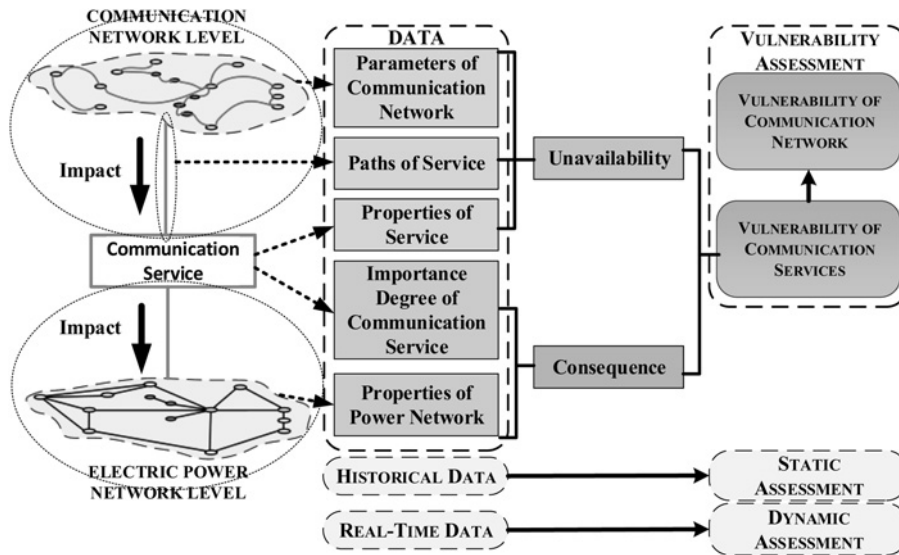 COMMUNICATION
NETWORK LEVEL
Impact
Communication
Service
Impact
ELECTRIC POWER
NETWORK LEVEL
DATA
Parameters of
Communication
Network
Paths of Service
Properties of
Service
Importance
Degree of
Communication
Service
Properties of
Power Network
Unavailability
Consequence
VULNERABILITY
ASSESSMENT
VULNERABILITY OF
COMMUNICATION
NETWORK
VULNERABILITY OF
COMMUNICATION
SERVICES
HISTORICAL DATA
STATIC
ASSESSMENT
REAL-TIME DATA
DYNAMIC
ASSESSMENT